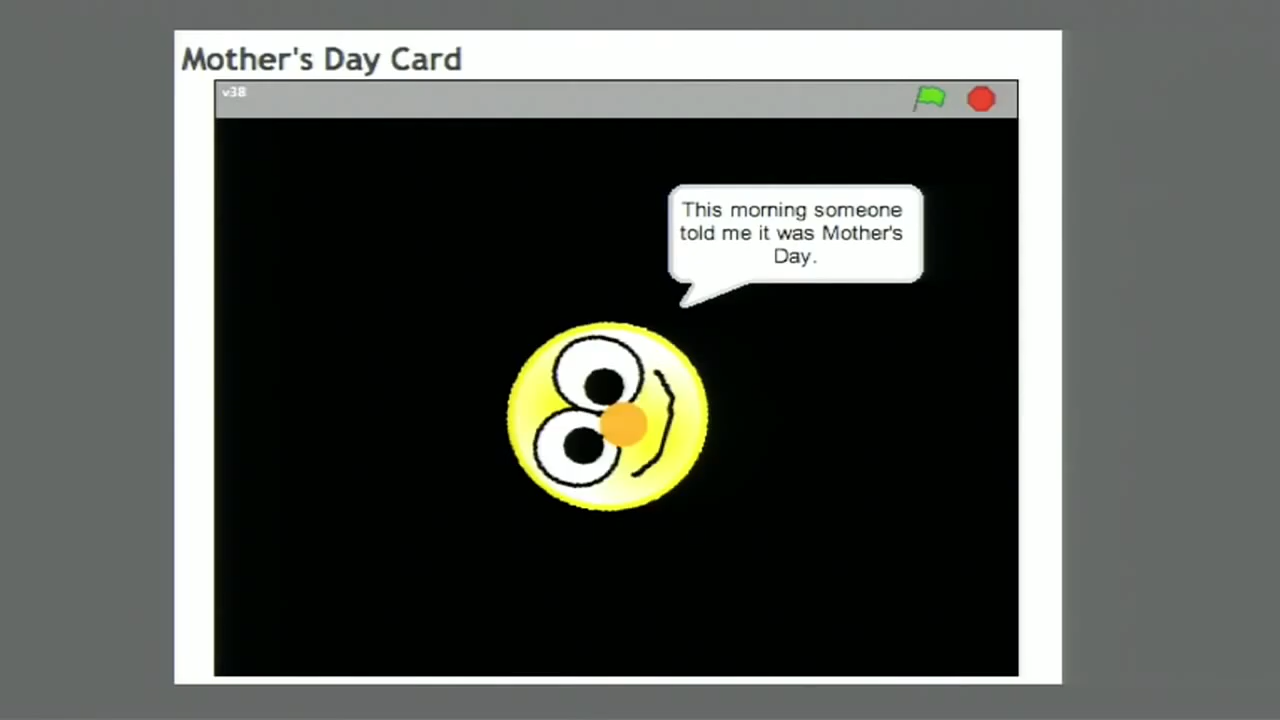 Mother's Day Card
v38
This morning someone
told me it was Mother's
Day.